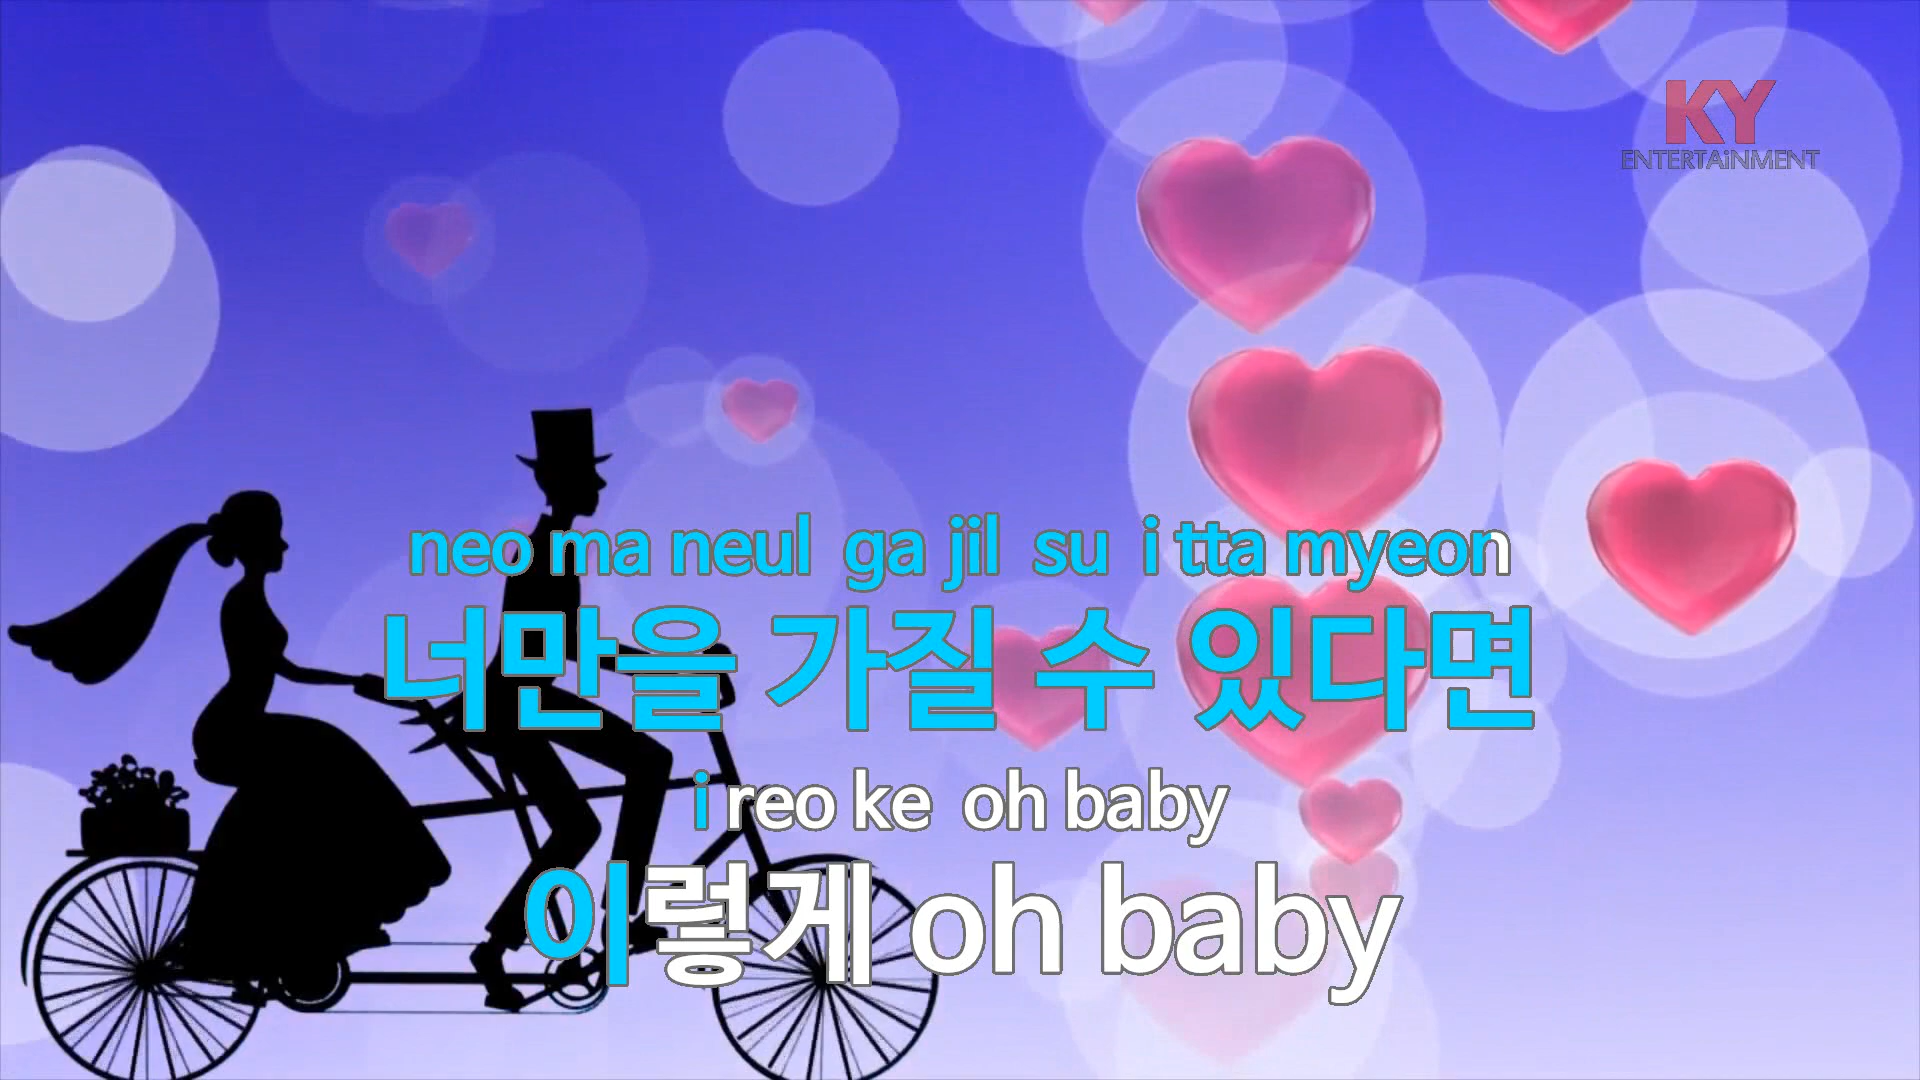 KY
ENTERTAiNMENT
neo ma neul ga jil su i tta myeon
너만을 가질 수 있다면
i reo ke oh baby
이렇게 oh baby